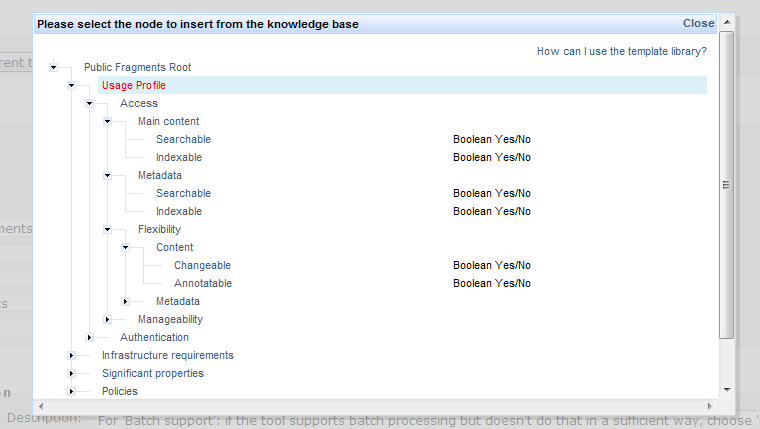 Please select the node to insert from the knowledge base Close
How can I use the template library?
rent t
Public Fragments Root
Usage Profile
Access
Main content
Searchable Boolean Yes/No
Indexable Boolean Yes/No
Metadata
Searchable Boolean Yes/No
Indexable Boolean Yes/No
ments
Flexibility
Content
Changeable Boolean Yes/No
Annotatable Boolean Yes/No
Metadata
Manageability
Authentication
Infrastructure requirements
Significant properties
Policies
Description: For 'Batch support': if the tool supports batch processing but doesn't do that in a sufficient way, choose '